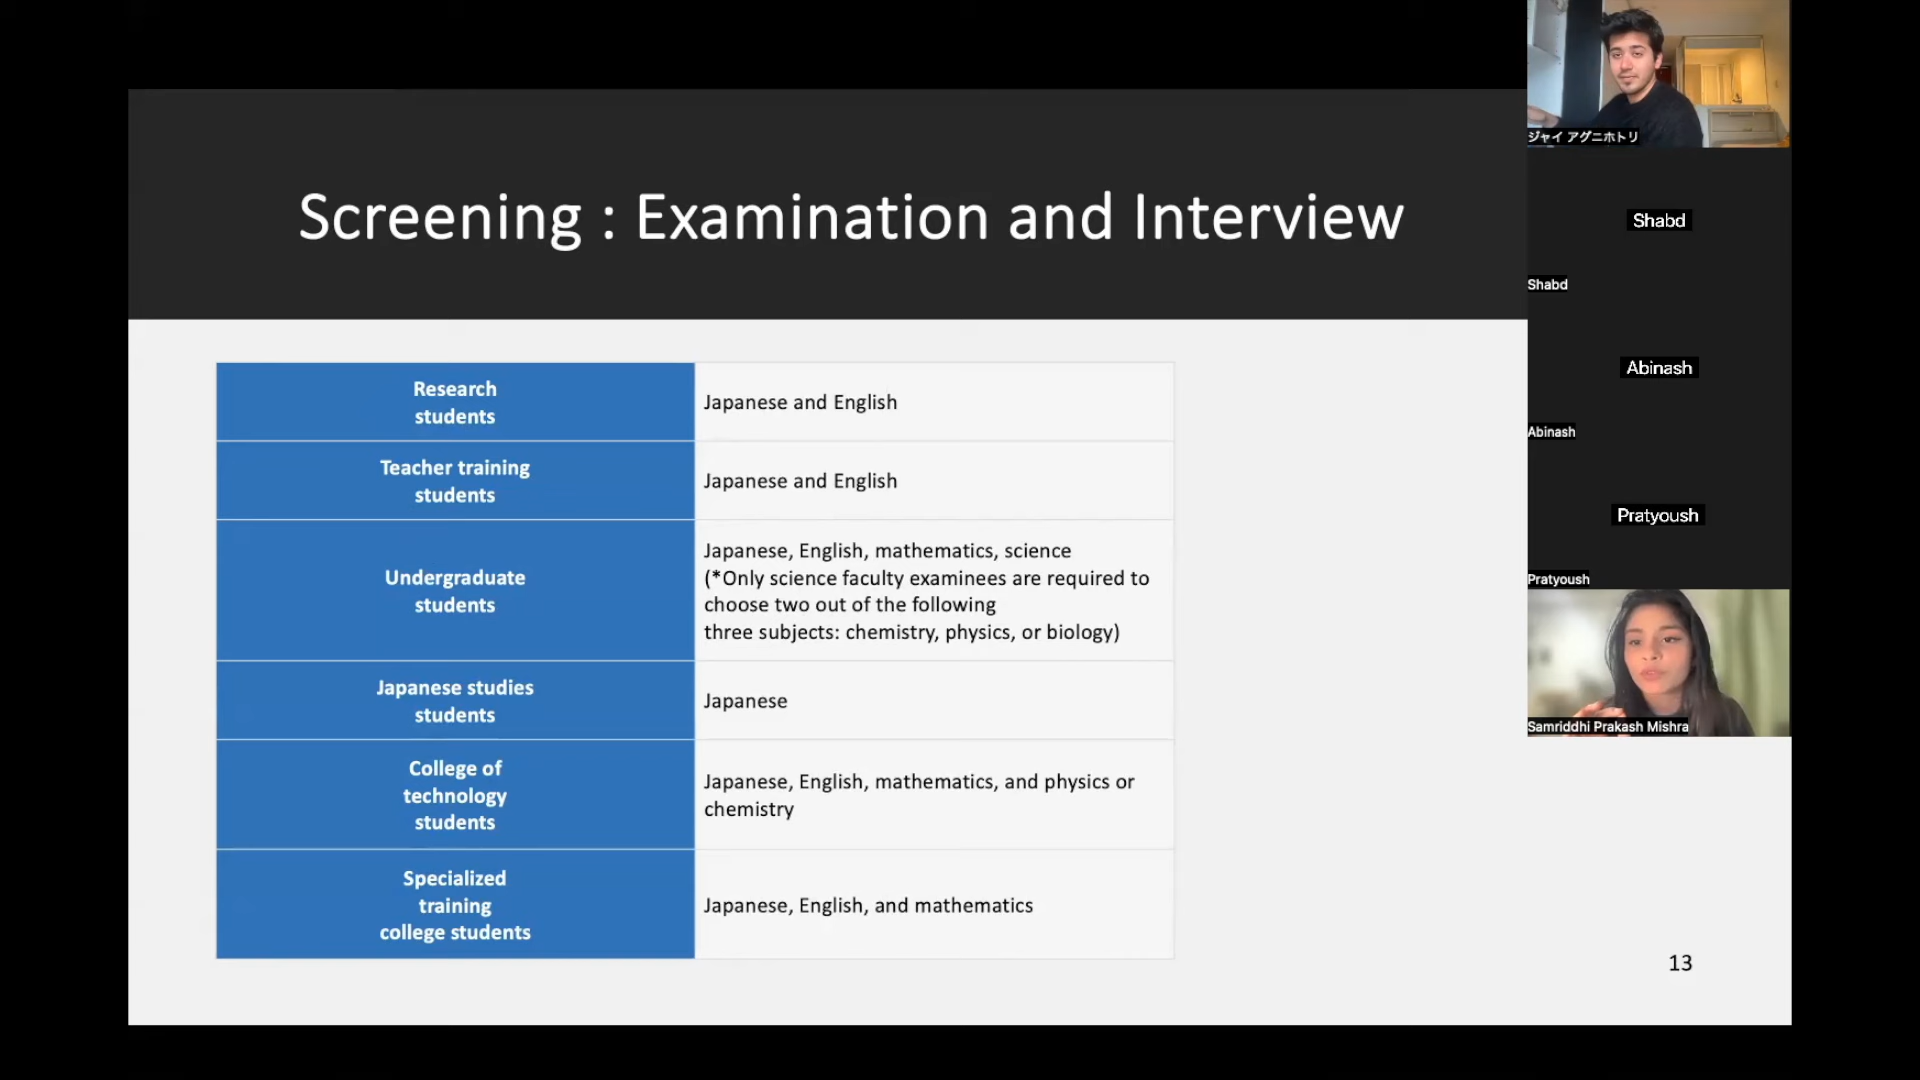 Screening : Examination and Interview
Research
students
Japanese and English
Teacher training
students
Japanese and English
Undergraduate
students
Japanese, English, mathematics, science
(*Only science faculty examinees are required to
choose two out of the following
three subjects: chemistry, physics, or biology)
Japanese studies
students
Japanese
College of
technology
students
Japanese, English, mathematics, and physics or
chemistry
Specialized
training
college students
Japanese, English, and mathematics
13
ジャイ アグニホトリ
Shabd
Shabd
Abinash
Abinash
Pratyoush
Pratyoush
Samriddhi Prakash Mishra